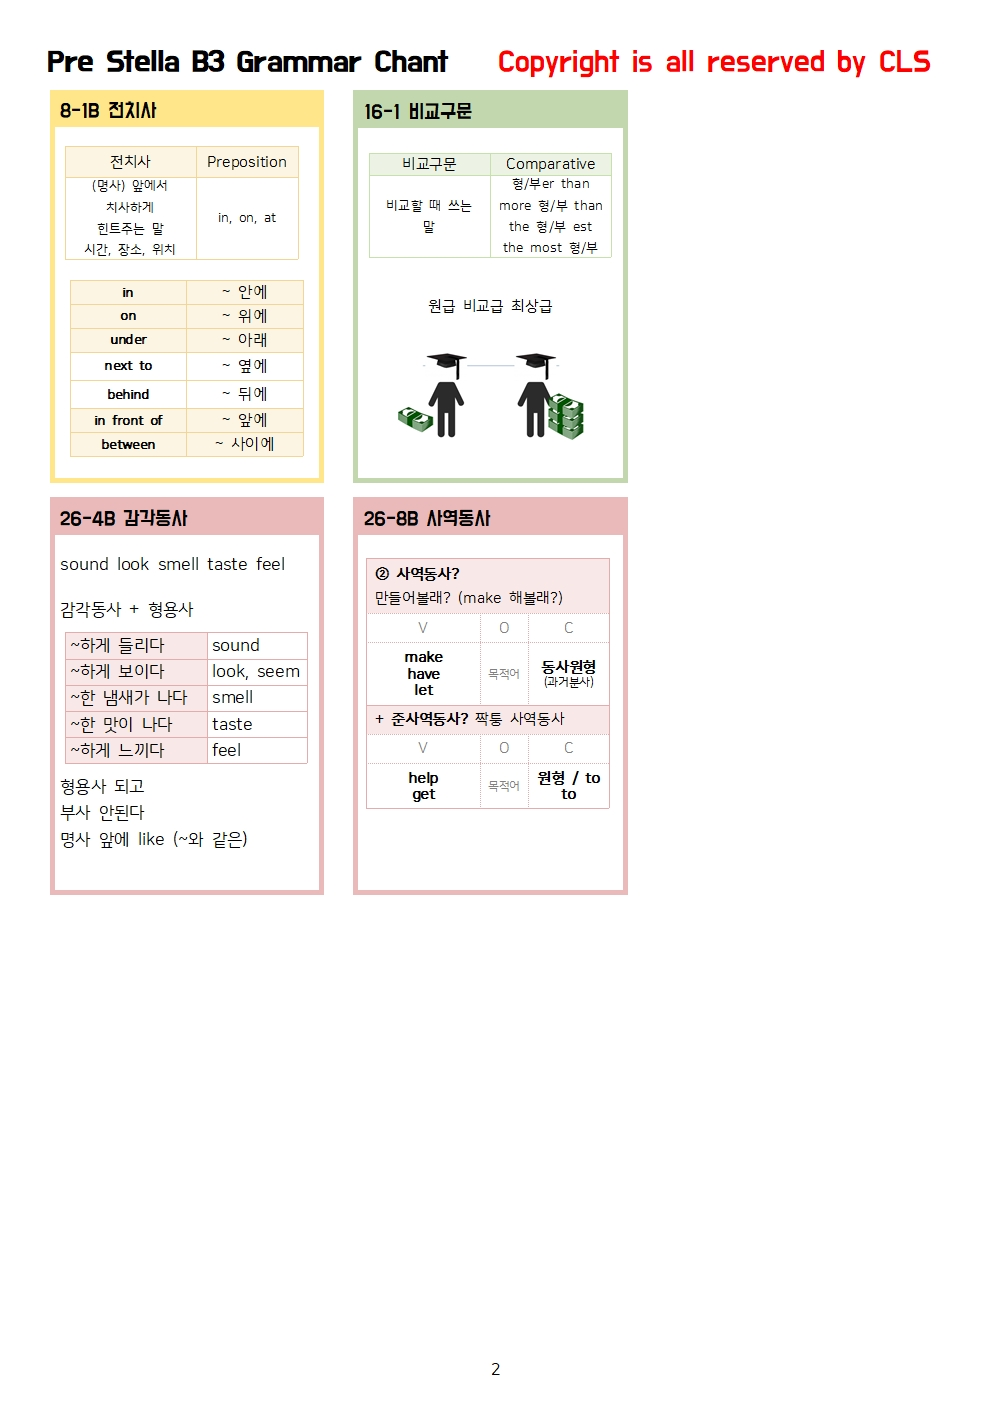 Pre Stella B3 Grammar Chant Copyright is all reserved by CLS
8-1B 전치사
전치사 Preposition
(명사) 앞에서
치사하게
힌트주는 말
시간, 장소, 위치
in, on, at
in ~ 안에
on ~ 위에
under ~ 아래
next to ~ 옆에
behind ~ 뒤에
in front of ~ 앞에
between ~ 사이에
16-1 비교구문
비교구문 Comparative
비교할 때 쓰는
말
형/부er than
more 형/부 than
the 형/부 est
the most 형/부
원급 비교급 최상급
26-4B 감각동사
sound look smell taste feel
감각동사 + 형용사
~하게 들리다 sound
~하게 보이다 look, seem
~한 냄새가 나다 smell
~한 맛이 나다 taste
~하게 느끼다 feel
형용사 되고
부사 안된다
명사 앞에 like (~와 같은)
26-8B 사역동사
② 사역동사?
만들어볼래? (make 해볼래?)
V O C
make
have
let
목적어
동사원형
(과거분사)
+ 준사역동사? 짝퉁 사역동사
V O C
help
get
목적어
원형 / to
to
2